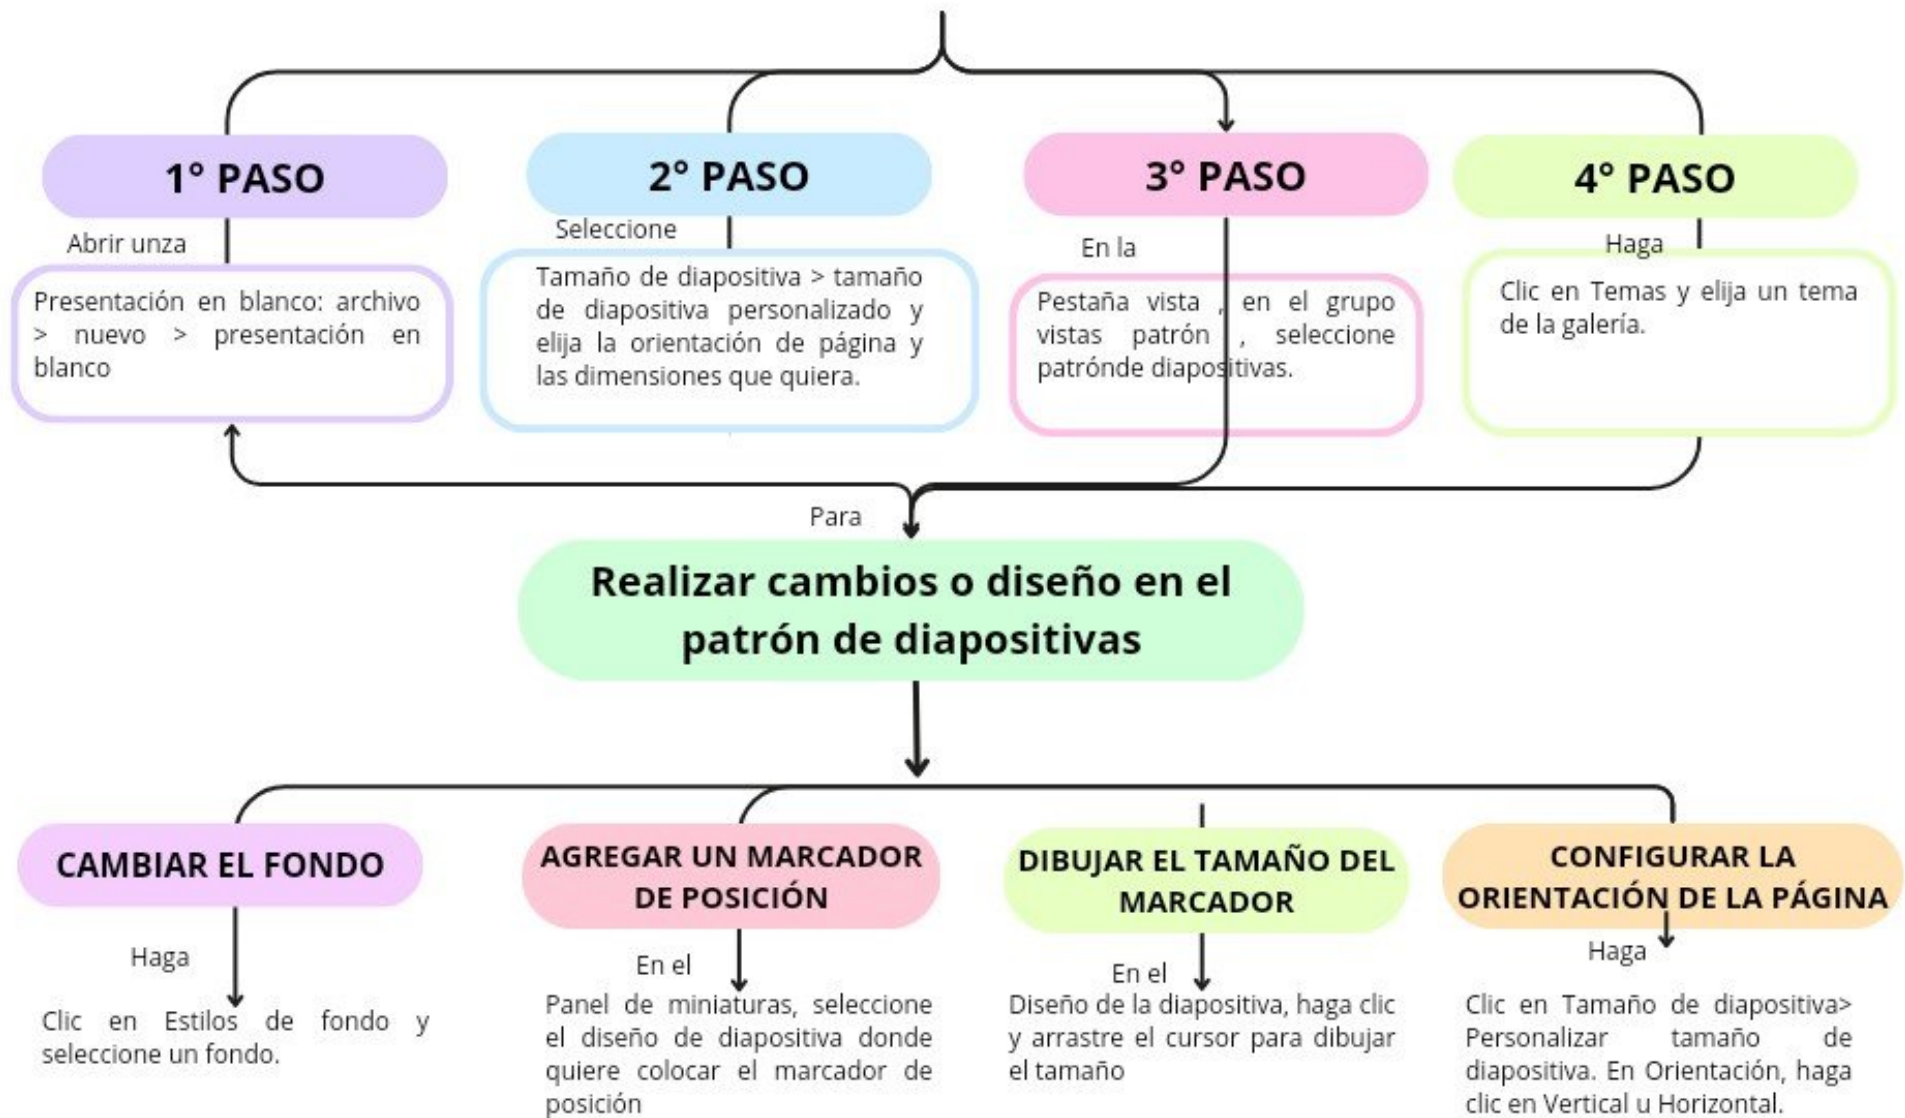 1° PASO
Abrir unza
Presentación en blanco: archivo
> nuevo > presentación en
blanco
2° PASO
Seleccione
Tamaño de diapositiva > tamaño
de diapositiva personalizado y
elija la orientación de página y
las dimensiones que quiera.
3° PASO
En la
Pestaña vista , en el grupo
vistas patrón , seleccione
patrónde diapositivas.
4° PASO
Haga
Clic en Temas y elija un tema
de la galería.
Para
Realizar cambios o diseño en el
patrón de diapositivas
CAMBIAR EL FONDO
Haga
Clic en Estilos de fondo y
seleccione un fondo.
AGREGAR UN MARCADOR
DE POSICIÓN
En el
Panel de miniaturas, seleccione
el diseño de diapositiva donde
quiere colocar el marcador de
posición
DIBUJAR EL TAMAÑO DEL
MARCADOR
En el
Diseño de la diapositiva, haga clic
y arrastre el cursor para dibujar
el tamaño
CONFIGURAR LA
ORIENTACIÓN DE LA PÁGINA
Haga
Clic en Tamaño de diapositiva>
Personalizar tamaño de
diapositiva. En Orientación, haga
clic en Vertical u Horizontal.